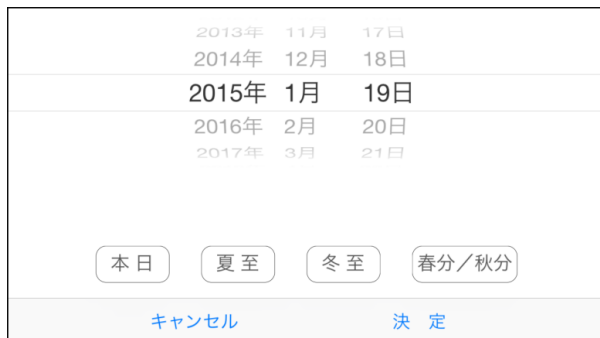 2013年 11月 17日
2014年 12月 18日
2015年 1月 19日
2016年 2月 20日
2017年 3月 21日
本日 夏至 冬至 春分／秋分
キャンセル 決定